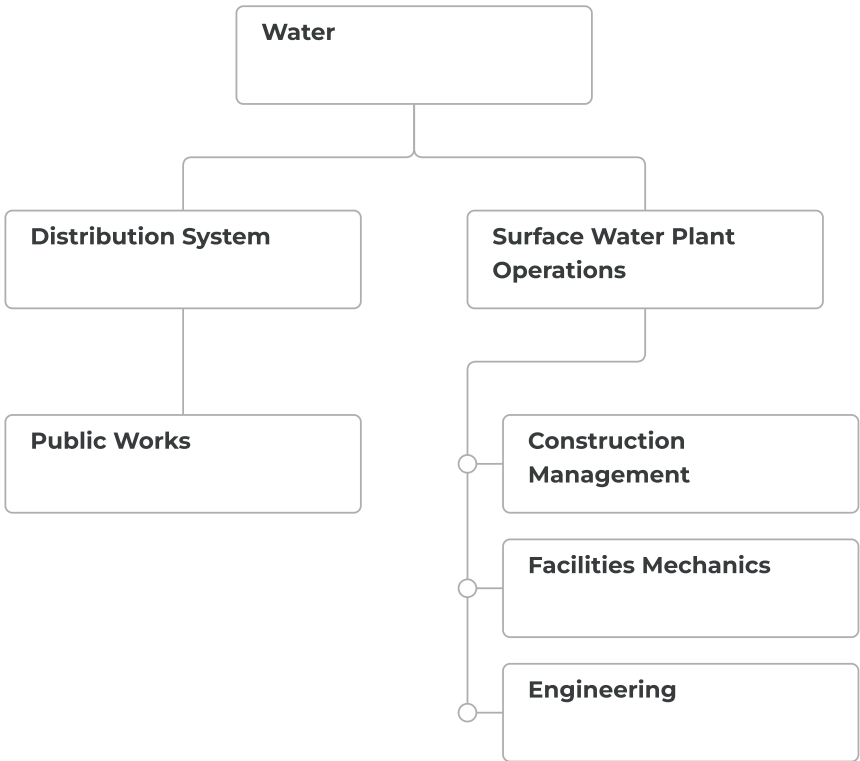 Water
Distribution System
Surface Water Plant
Operations
Public Works
Construction
Management
Facilities Mechanics
Engineering